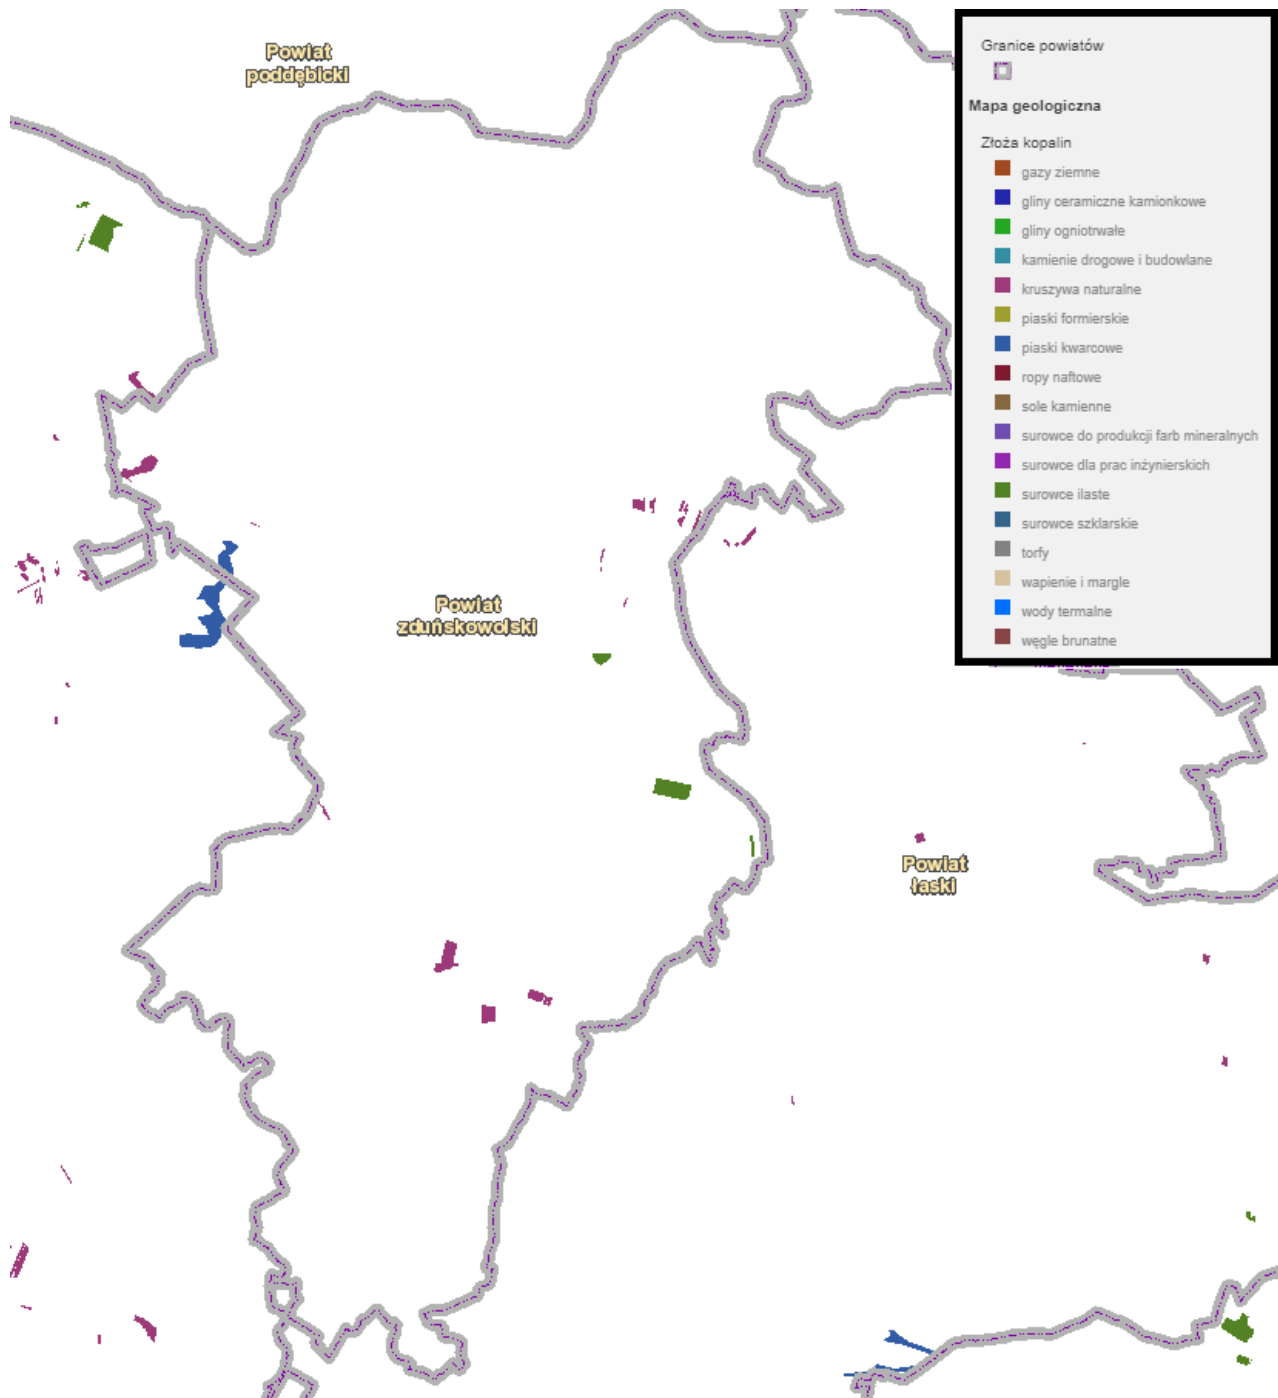 Powiat
poddębicki
Granice powiatów
Mapa geologiczna
Złoża kopalin
gazy ziemne
gliny ceramiczne kamionkowe
gliny ogniotrwałe
kamienie drogowe i budowlane
kruszywa naturalne
piaski formierskie
piaski kwarcowe
ropy naftowe
sole kamienne
surowce do produkcji farb mineralnych
surowce dla prac inżynierskich
surowce ilaste
surowce szklarskie
torfy
wapienie i margle
wody termalne
węgle brunatne
Powiat
zduńskowolski
Powiat
łaski